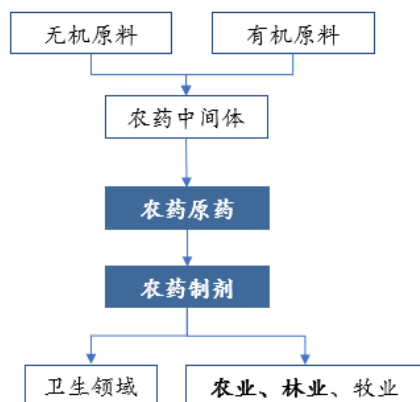 无机原料
有机原料
农药中间体
农药原药
农药制剂
卫生领域
农业、林业、牧业